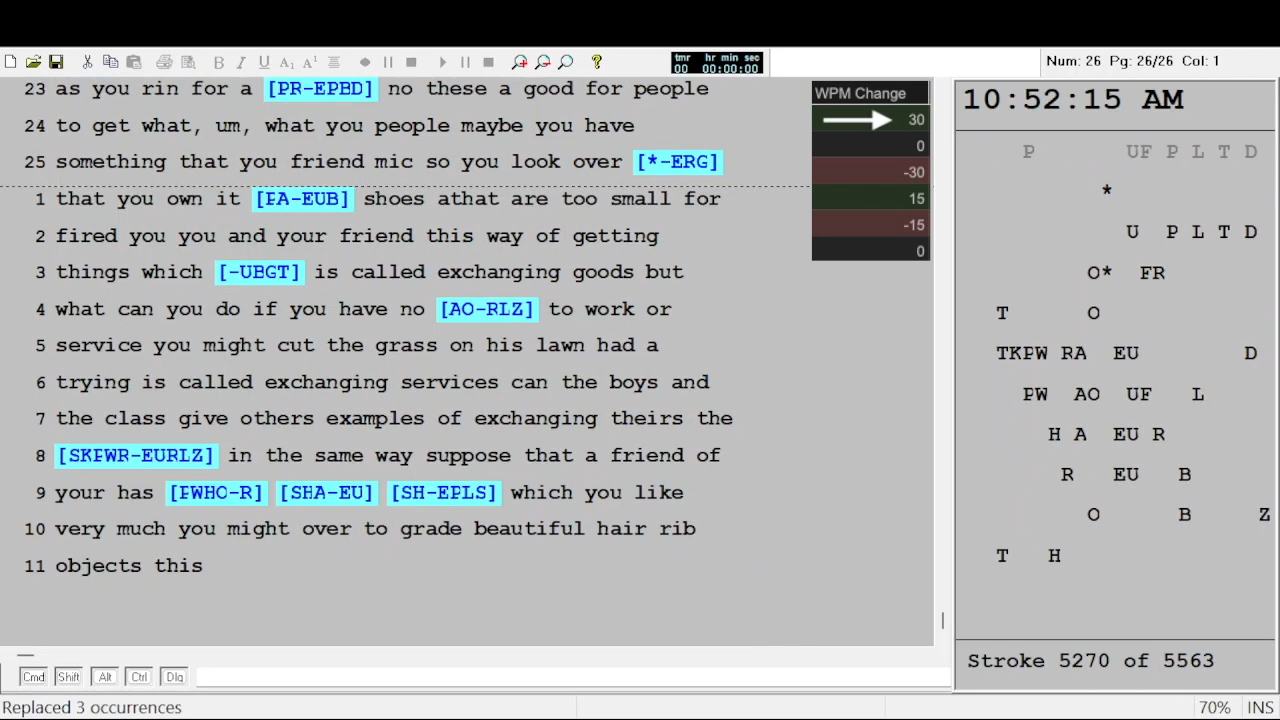 tmr hr min sec
00 00:00:00
Num: 26 Pg: 26/26 Col: 1
23 as you rin for a [PR-EPBD] no these a good for people
24 to get what, um, what you people maybe you have
25 something that you friend mic so you look over [*-ERG]
1 that you own it [PA-EUB] shoes athat are too small for
2 fired you you and your friend this way of getting
3 things which [-UBGT] is called exchanging goods but
4 what can you do if you have no [AO-RLZ] to work or
5 service you might cut the grass on his lawn had a
6 trying is called exchanging services can the boys and
7 the class give others examples of exchanging theirs the
8 [SKPWR-EURLZ] in the same way suppose that a friend of
9 your has [PWHO-R] [SHA-EU] [SH-EPLS] which you like
10 very much you might over to grade beautiful hair rib
11 objects this
WPM Change
30
0
-30
15
-15
0
10:52:15 AM
P UF P L T D
*
U P L T D
O* FR
T O
TKPW RA EU D
PW AO UF L
H A EU R
R EU B
O B Z
T H
Stroke 5270 of 5563
Cmd Shift Alt Ctrl Dlg
Replaced 3 occurrences
70% INS